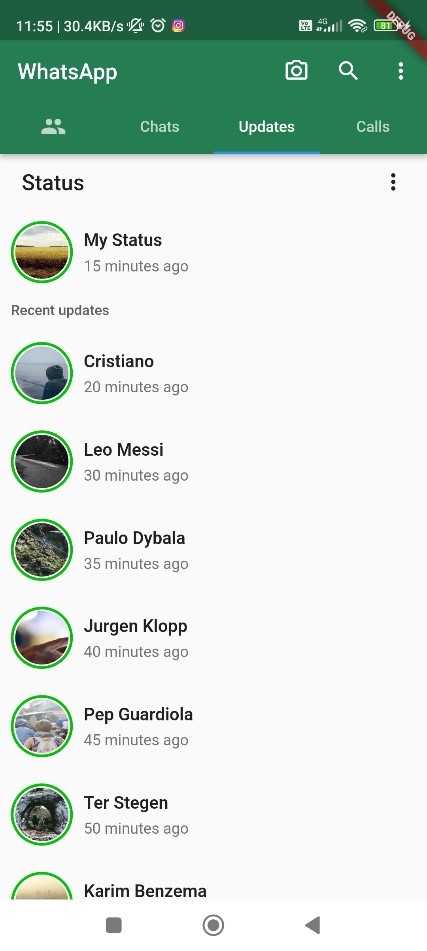 11:55 | 30.4KB/s
VO
LTE
4G
81
DEBUG
WhatsApp
Chats
Updates
Calls
Status
My Status
15 minutes ago
Recent updates
Cristiano
20 minutes ago
Leo Messi
30 minutes ago
Paulo Dybala
35 minutes ago
Jurgen Klopp
40 minutes ago
Pep Guardiola
45 minutes ago
Ter Stegen
50 minutes ago
Karim Benzema